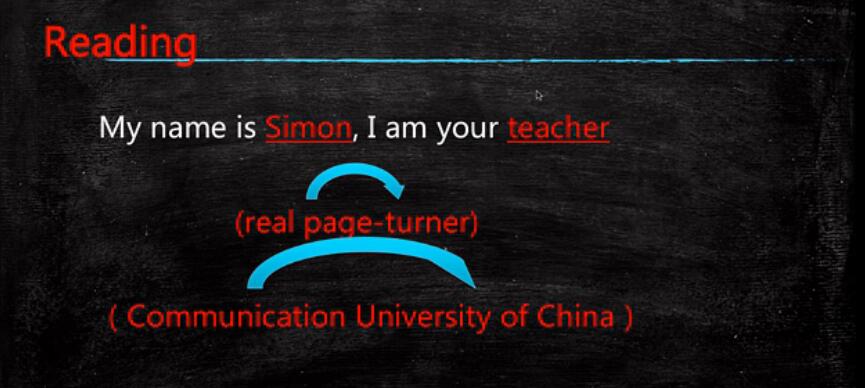 Reading
My name is Simon, I am your teacher
(real page-turner)
( Communication University of China )